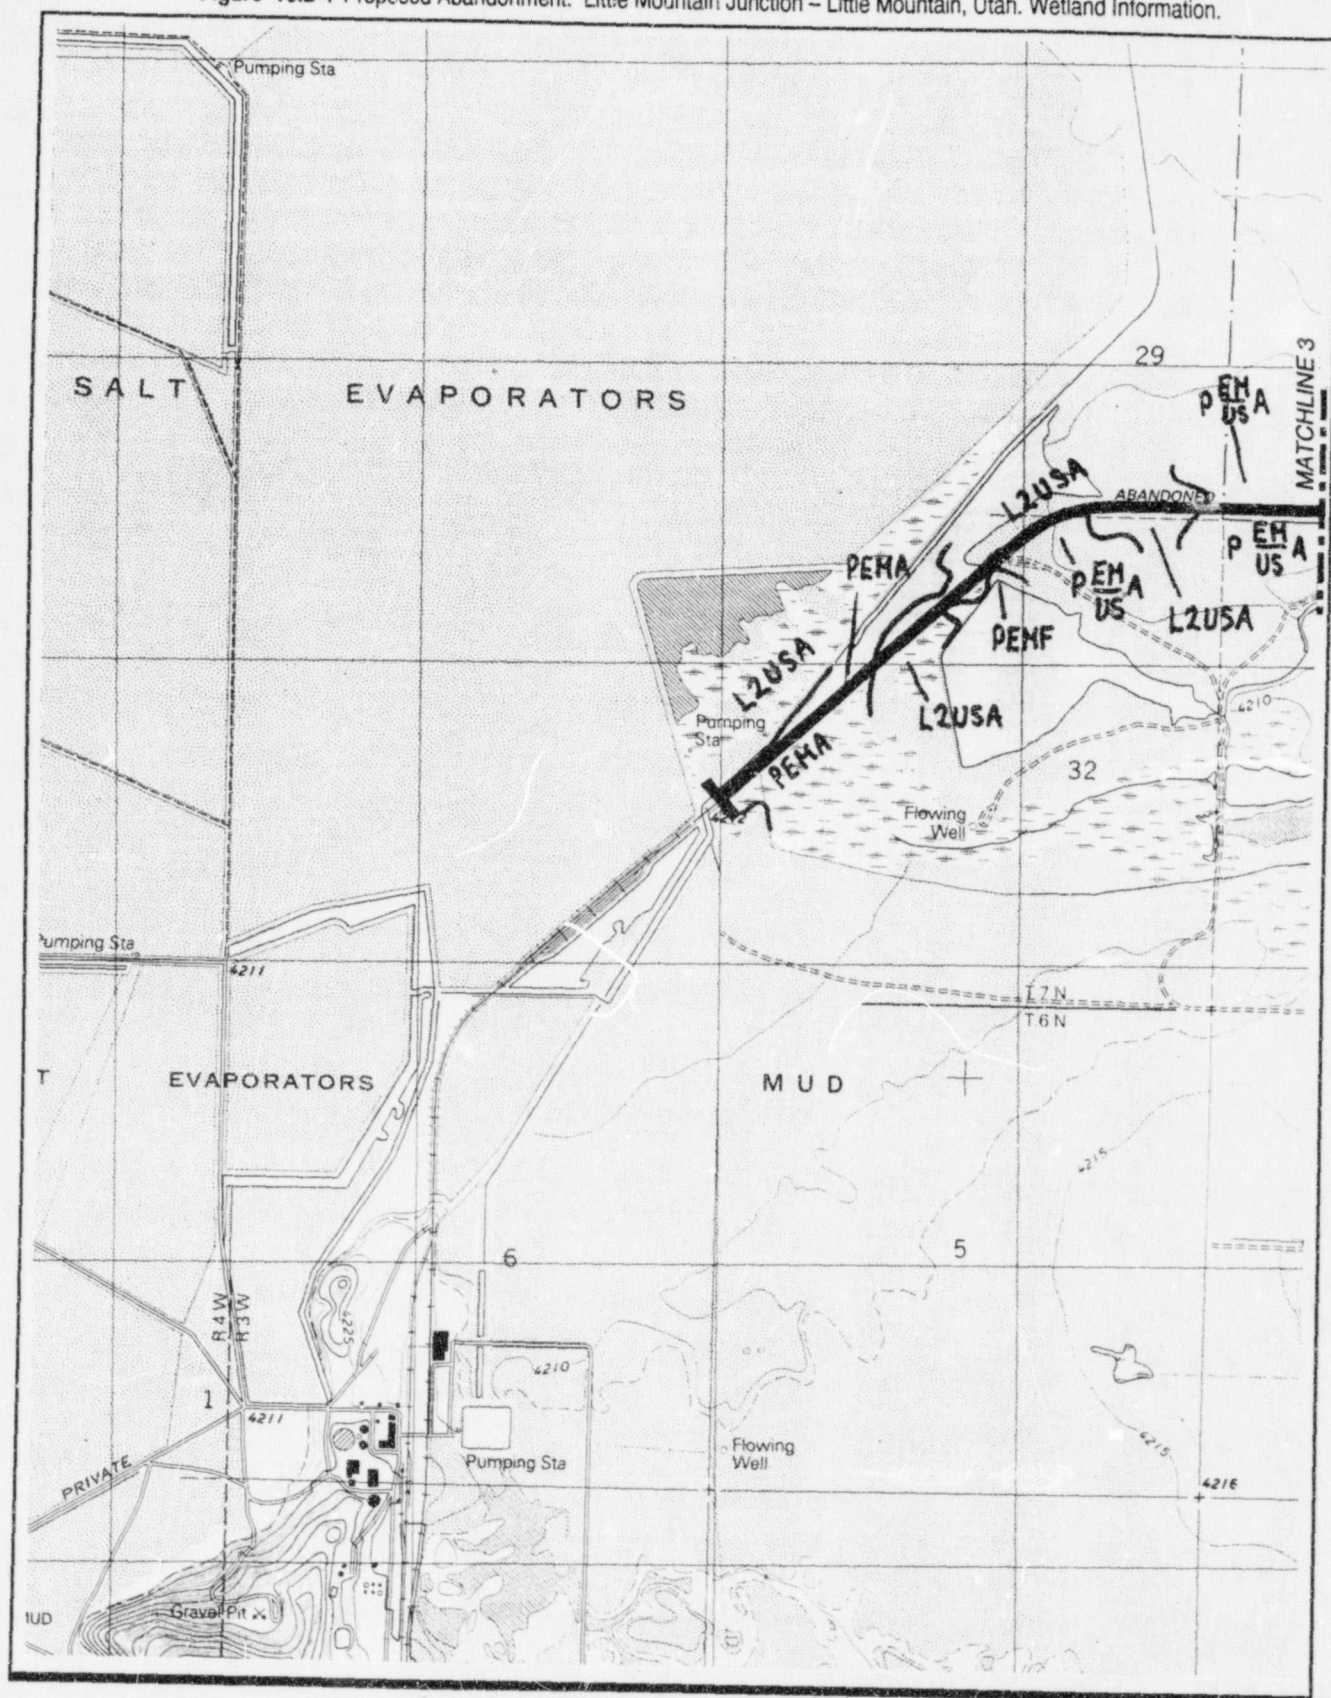 Proposed Abandonment: Little Mountain Junction – Little Mountain, Utah. Wetland Information.
Pumping Sta
29
MATCHLINE 3
SALT EVAPORATORS
P EM/US A
L2USA
ABANDONED
P EM/US A
PEMA
P EM/US A
L2USA
PEMF
L2USA
L2USA
Pumping
Sta
4210
PEMA
32
Flowing
Well
Pumping Sta
4211
T7N
T6N
T
EVAPORATORS
MUD
4215
6
5
R4W
R3W
4225
4210
1
4211
PRIVATE
Pumping Sta
Flowing
Well
4215
4216
Gravel Pit